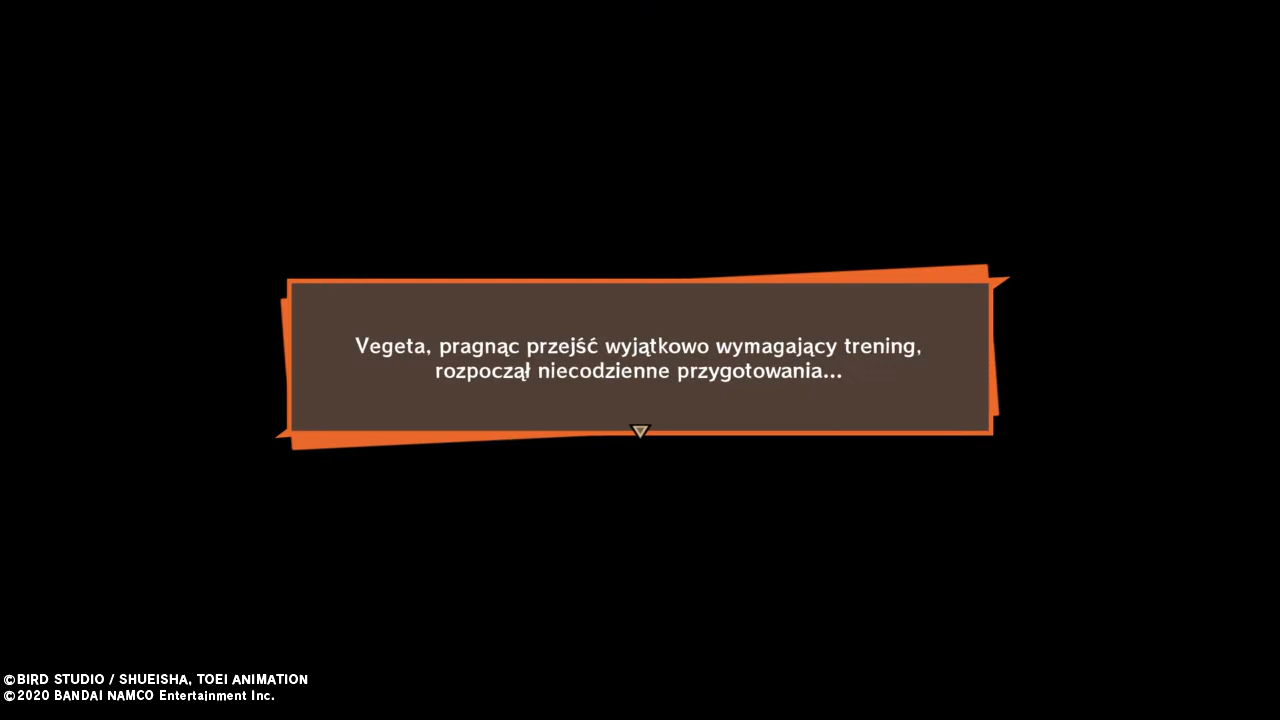 Vegeta, pragnąc przejść wyjątkowo wymagający trening,
rozpoczął niecodzienne przygotowania...
©BIRD STUDIO / SHUEISHA, TOEI ANIMATION
©2020 BANDAI NAMCO Entertainment Inc.